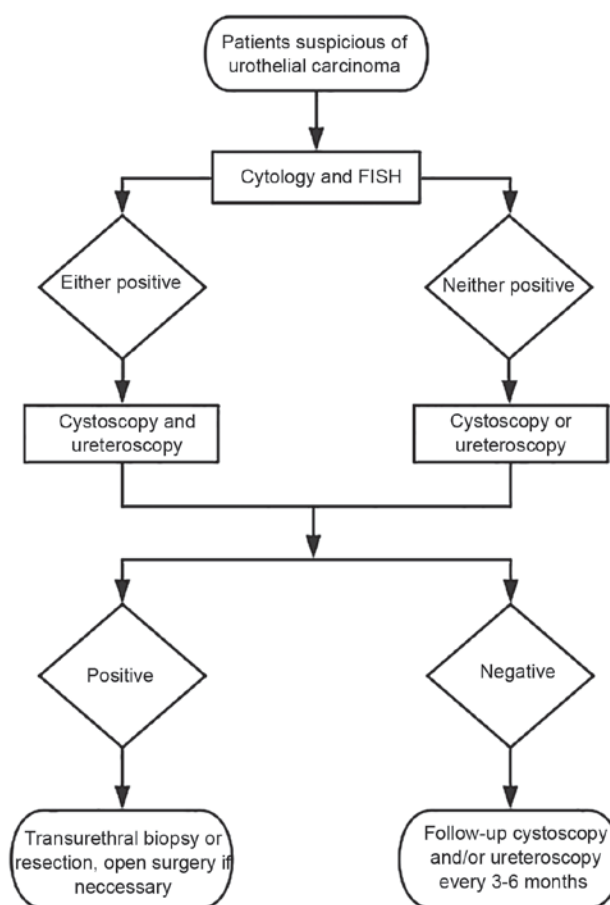 Patients suspicious of
urothelial carcinoma
Cytology and FISH
Either positive
Neither positive
Cystoscopy and
ureteroscopy
Cystoscopy or
ureteroscopy
Positive
Negative
Transurethral biopsy or
resection, open surgery if
neccessary
Follow-up cystoscopy
and/or ureteroscopy
every 3-6 months